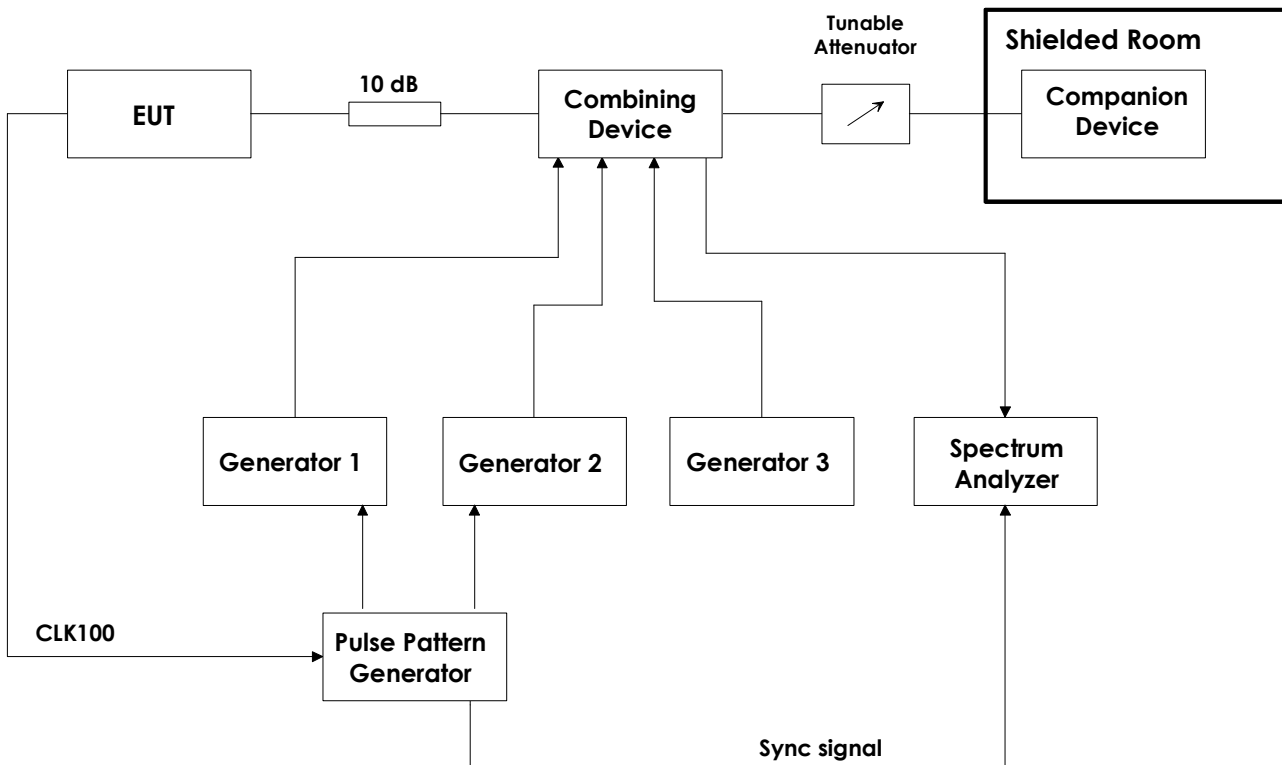 Tunable
Attenuator
Shielded Room
10 dB
EUT
Combining
Device
Companion
Device
Generator 1
Generator 2
Generator 3
Spectrum
Analyzer
CLK100
Pulse Pattern
Generator
Sync signal